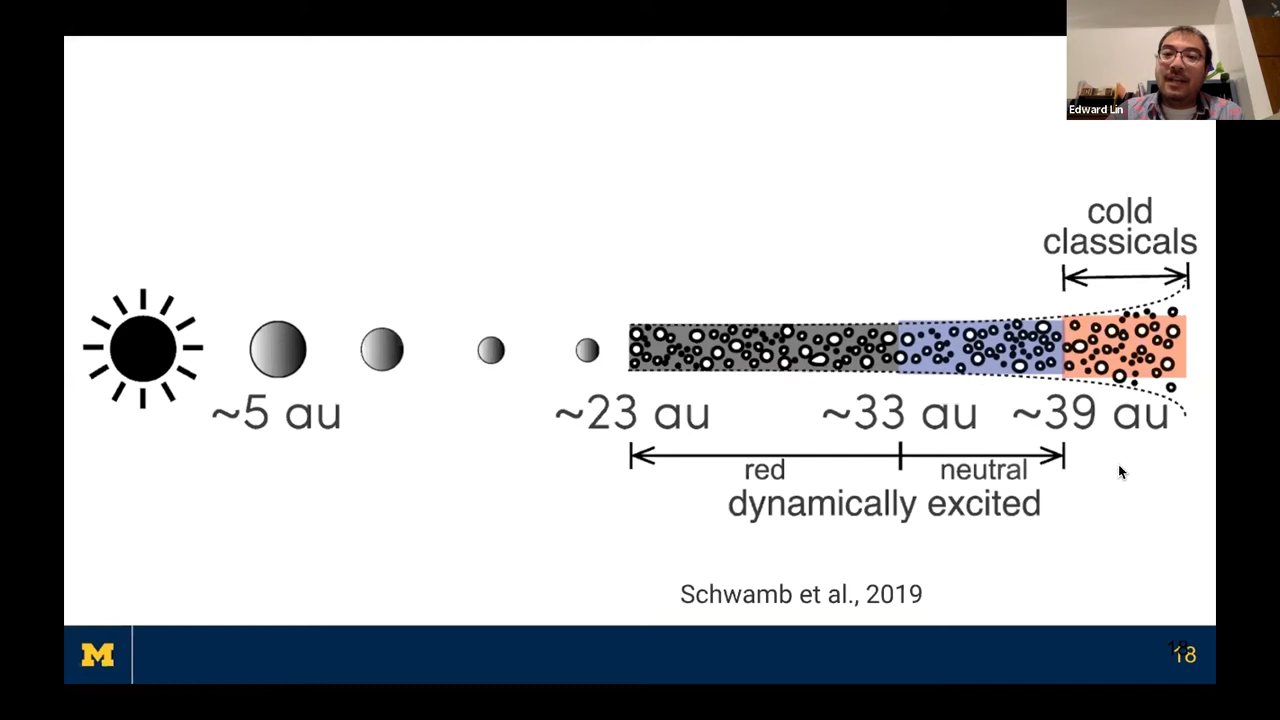 Edward Lin
cold
classicals
~5 au
~23 au
~33 au
~39 au
red
neutral
dynamically excited
Schwamb et al., 2019
M
18
18